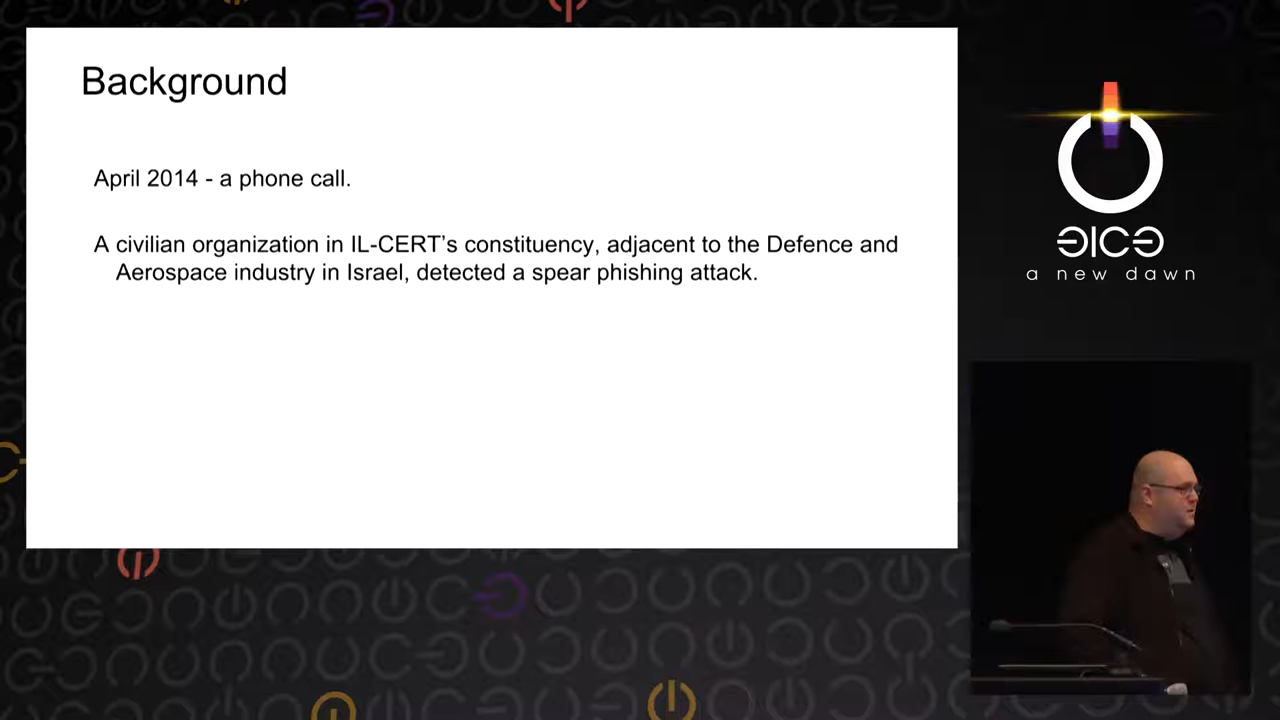 Background
April 2014 - a phone call.
A civilian organization in IL-CERT's constituency, adjacent to the Defence and
Aerospace industry in Israel, detected a spear phishing attack.
a new dawn